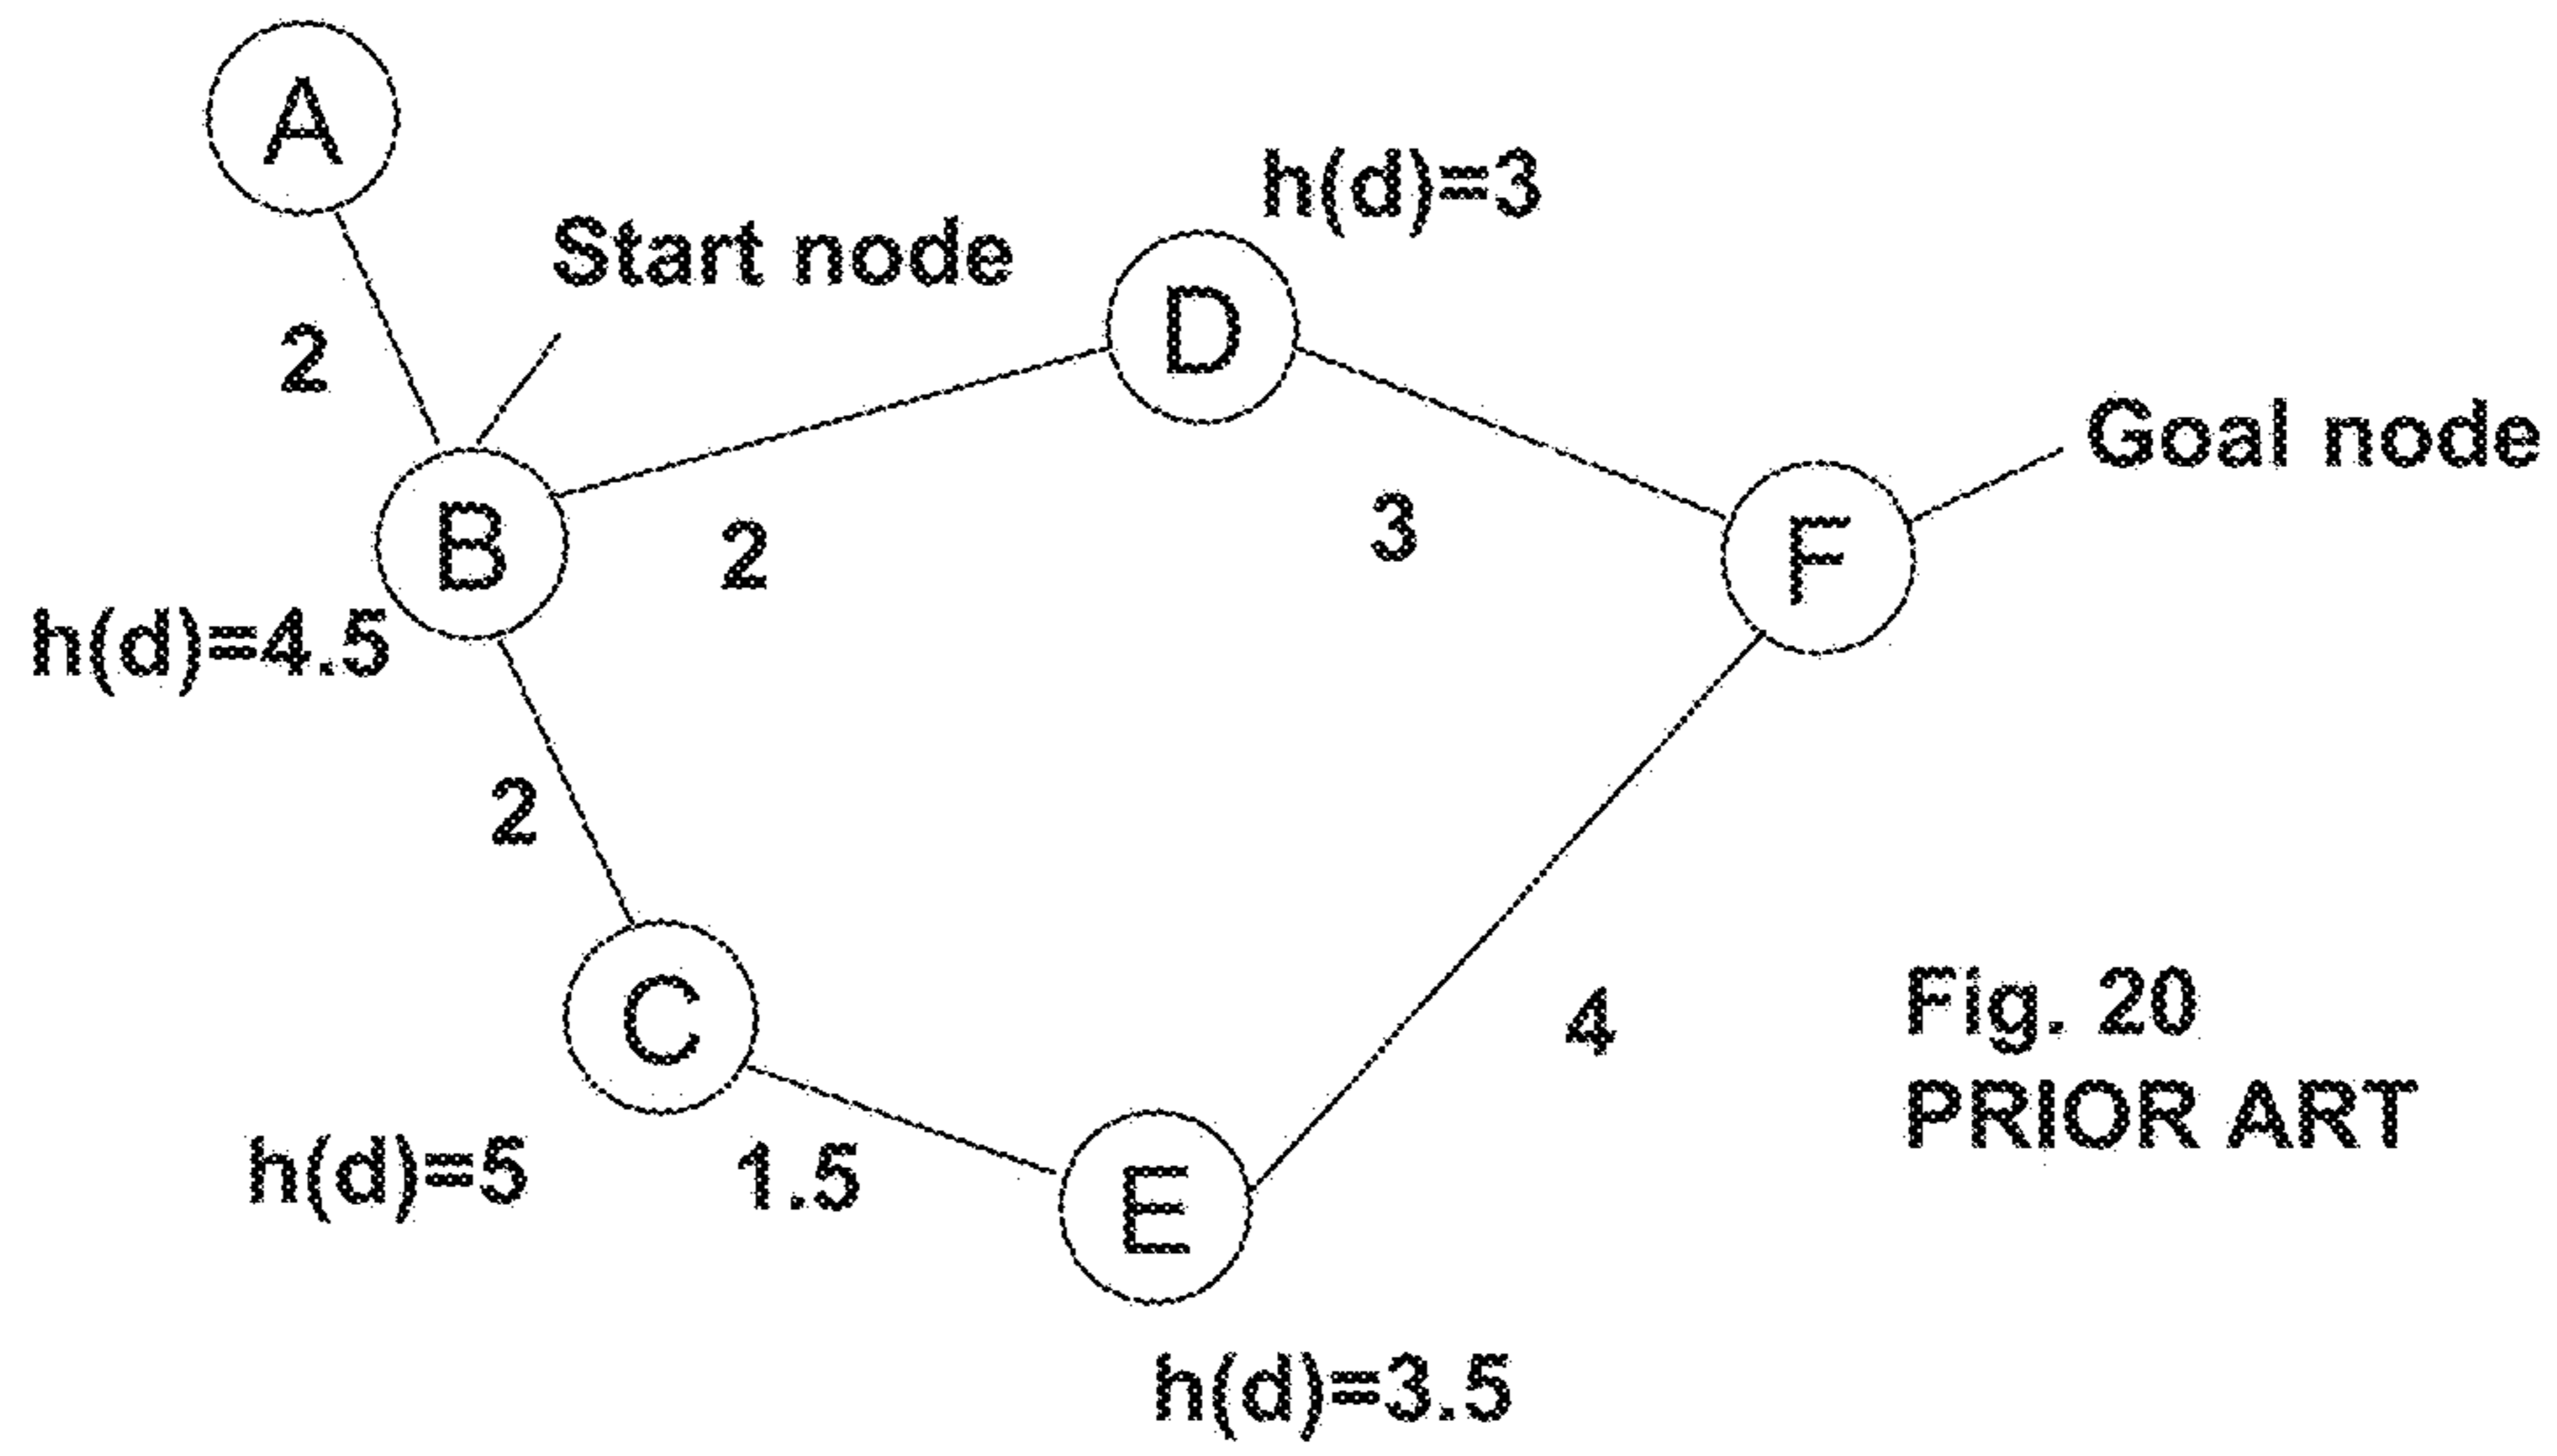 A
h(d)=3
Start node
D
2
Goal node
B
2
3
F
h(d)=4.5
2
C
4
Fig. 20
PRIOR ART
h(d)=5
1.5
E
h(d)=3.5